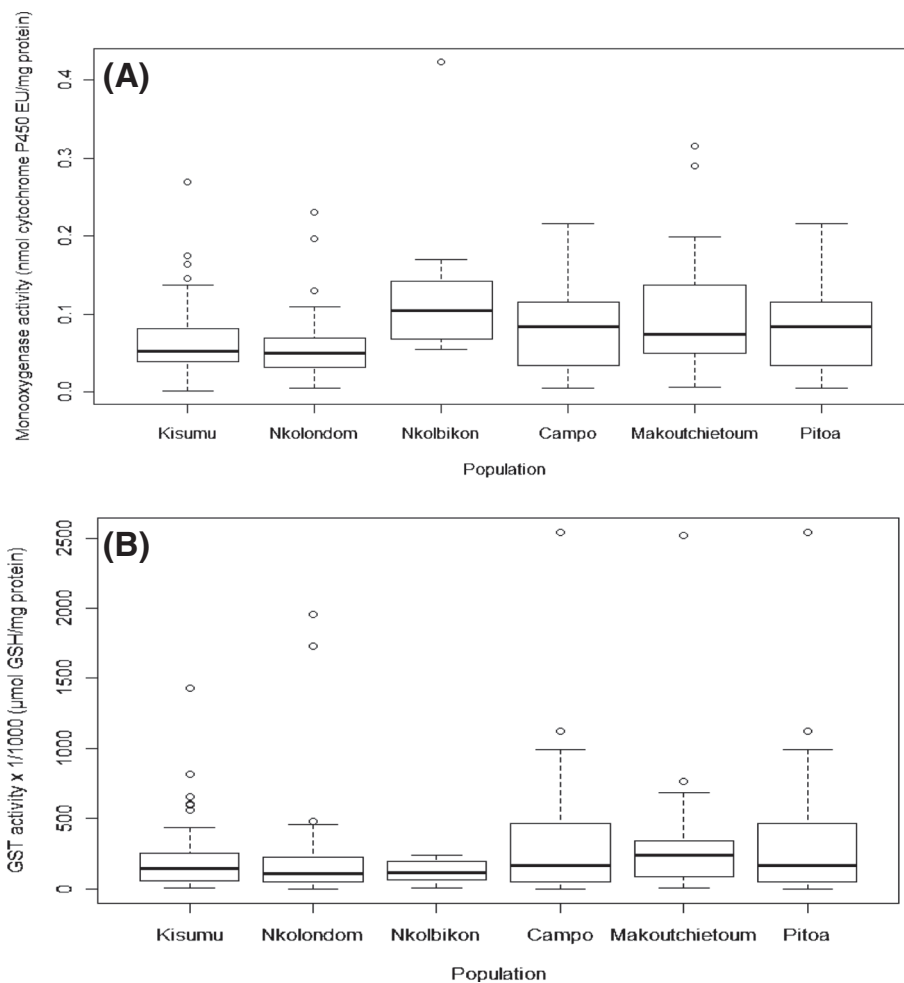 (A)
Monooxygenase activity (nmol cytochrome P450 EU/mg protein)
0.4
0.3
0.2
0.1
0.0
Kisumu Nkolondom Nkolbikon Campo Makoutchietoum Pitoa
Population
(B)
GST activity x 1/1000 (µmol GSH/mg protein)
2500
2000
1500
1000
500
0
Kisumu Nkolondom Nkolbikon Campo Makoutchietoum Pitoa
Population